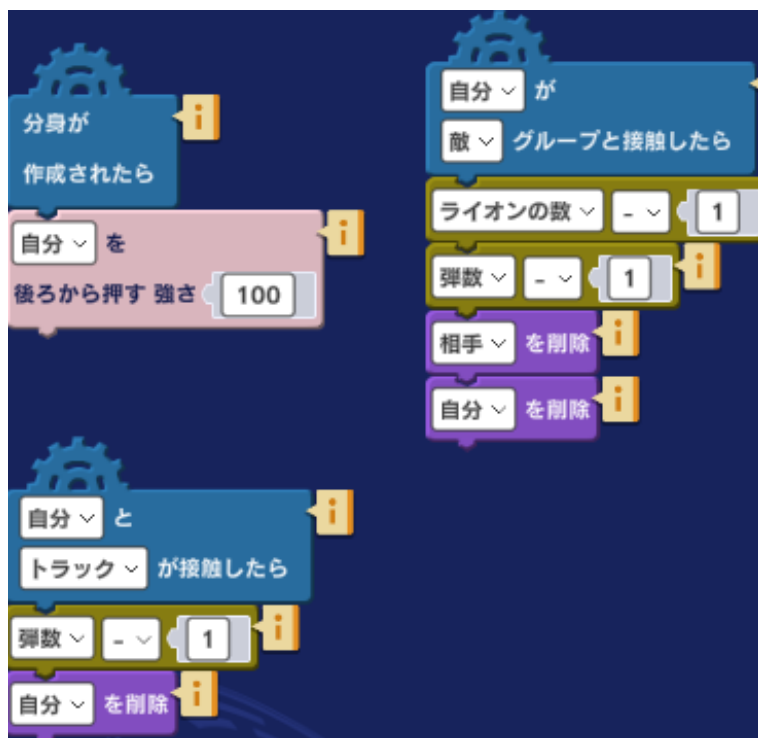 分身が
作成されたら
自分 を
後ろから押す 強さ 100
自分 が
敵 グループと接触したら
ライオンの数 - 1
弾数 - 1
相手 を削除
自分 を削除
自分 と
トラック が接触したら
弾数 - 1
自分 を削除